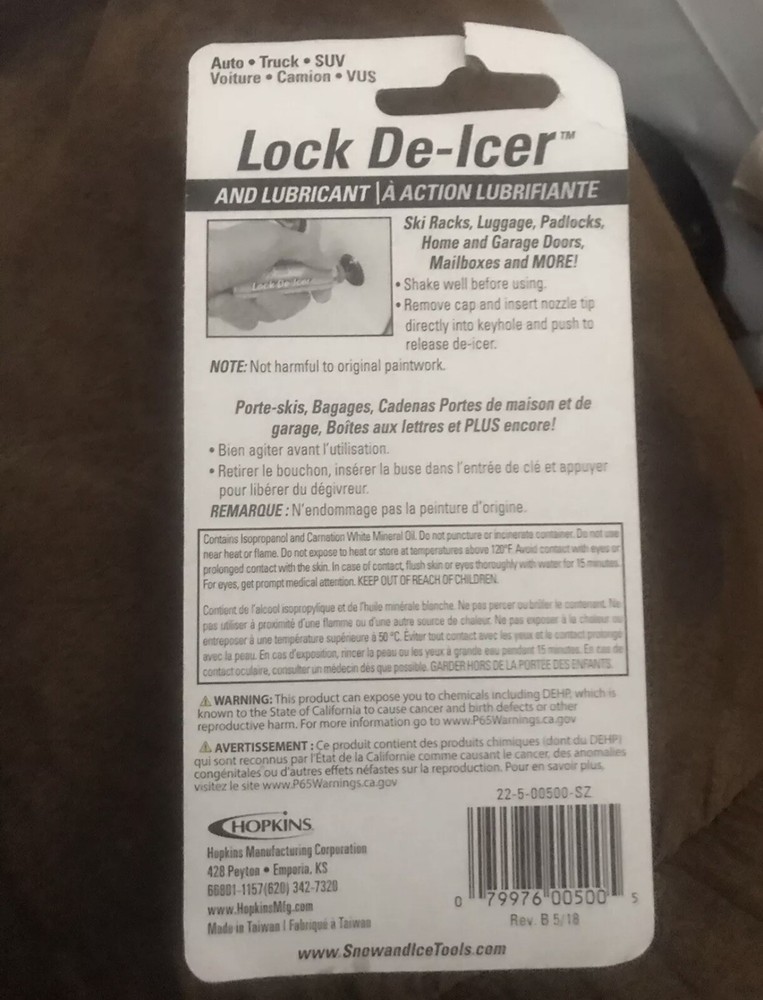 Auto • Truck • SUV
Voiture • Camion • VUS
Lock De-Icer™
AND LUBRICANT | À ACTION LUBRIFIANTE
Lock De-Icer
Ski Racks, Luggage, Padlocks,
Home and Garage Doors,
Mailboxes and MORE!
• Shake well before using.
• Remove cap and insert nozzle tip
directly into keyhole and push to
release de-icer.
NOTE: Not harmful to original paintwork.
Porte-skis, Bagages, Cadenas Portes de maison et de
garage, Boîtes aux lettres et PLUS encore!
• Bien agiter avant l'utilisation.
• Retirer le bouchon, insérer la buse dans l'entrée de clé et appuyer
pour libérer du dégivreur.
REMARQUE : N'endommage pas la peinture d'origine.
Contains Isopropanol and Carnation White Mineral Oil. Do not puncture or incinerate container. Do not use
near heat or flame. Do not expose to heat or store at temperatures above 120°F. Avoid contact with eyes or
prolonged contact with the skin. In case of contact, flush skin or eyes thoroughly with water for 15 minutes.
For eyes, get prompt medical attention. KEEP OUT OF REACH OF CHILDREN.
Contient de l'alcool isopropylique et de l'huile minérale blanche. Ne pas percer ou brûler le contenant. Ne
pas utiliser à proximité d'une flamme ou d'une autre source de chaleur. Ne pas exposer à la chaleur ou
entreposer à une température supérieure à 50 °C. Éviter tout contact avec les yeux et le contact prolongé
avec la peau. En cas d'exposition, rincer la peau ou les yeux à grande eau pendant 15 minutes. En cas de
contact oculaire, consulter un médecin dès que possible. GARDER HORS DE LA PORTÉE DES ENFANTS.
⚠ WARNING: This product can expose you to chemicals including DEHP, which is
known to the State of California to cause cancer and birth defects or other
reproductive harm. For more information go to www.P65Warnings.ca.gov
⚠ AVERTISSEMENT : Ce produit contient des produits chimiques (dont du DEHP)
qui sont reconnus par l'État de la Californie comme causant le cancer, des anomalies
congénitales ou d'autres effets néfastes sur la reproduction. Pour en savoir plus,
visitez le site www.P65Warnings.ca.gov
22-5-00500-SZ
HOPKINS
Hopkins Manufacturing Corporation
428 Peyton • Emporia, KS
66801-1157(620) 342-7320
www.HopkinsMfg.com
Made in Taiwan | Fabriqué à Taiwan
0 79976 00500 5
Rev. B 5/18
www.SnowandIceTools.com